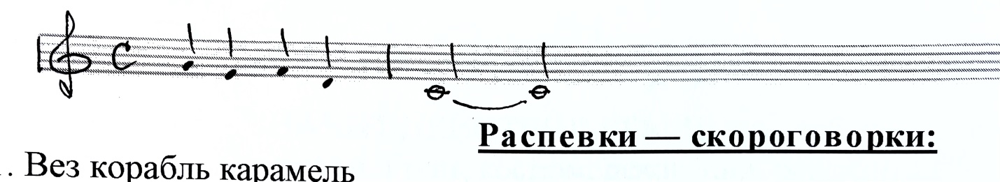 Распевки — скороговорки:
. Вез корабль карамель